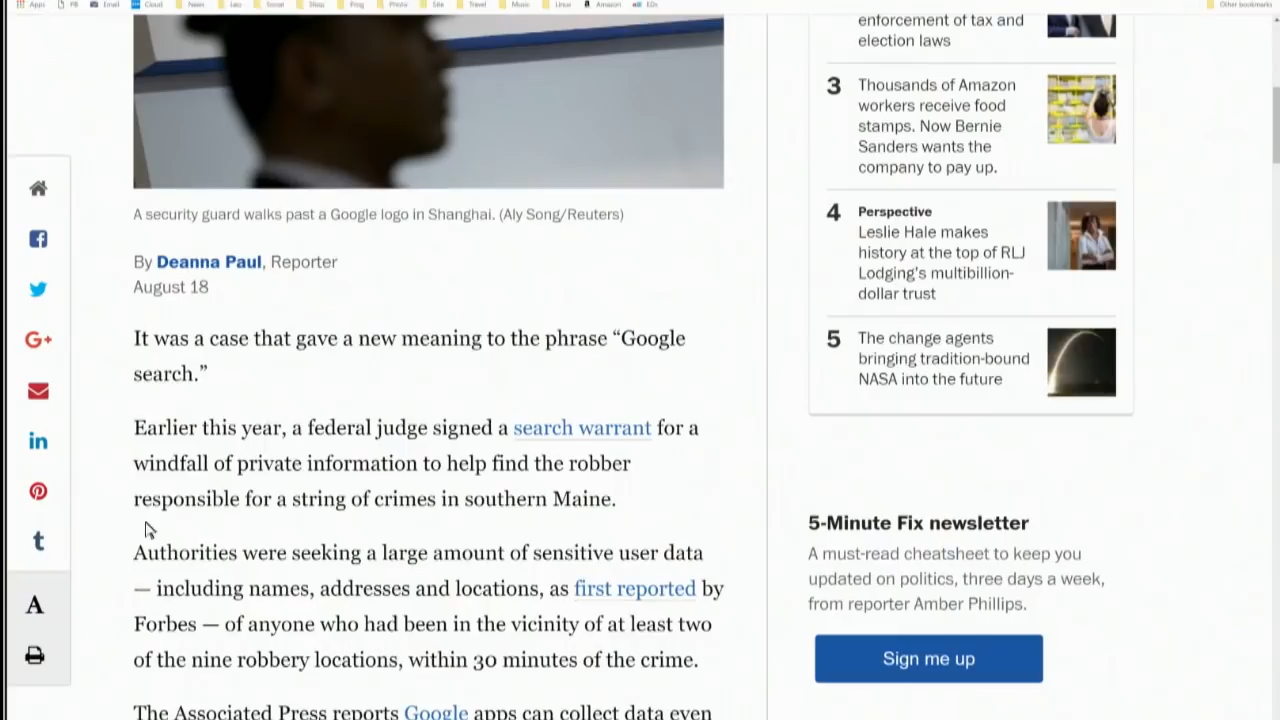 Apps
FB
Email
Cloud
News
Social
Shop
Prog
Photo
Site
Travel
Music
Linux
Amazon
Other bookmarks
A security guard walks past a Google logo in Shanghai. (Aly Song/Reuters)
By Deanna Paul, Reporter
August 18
It was a case that gave a new meaning to the phrase “Google
search.”
Earlier this year, a federal judge signed a search warrant for a
windfall of private information to help find the robber
responsible for a string of crimes in southern Maine.
Authorities were seeking a large amount of sensitive user data
— including names, addresses and locations, as first reported by
Forbes — of anyone who had been in the vicinity of at least two
of the nine robbery locations, within 30 minutes of the crime.
The Associated Press reports Google apps can collect data even
enforcement of tax and
election laws
3 Thousands of Amazon
workers receive food
stamps. Now Bernie
Sanders wants the
company to pay up.
4 Perspective
Leslie Hale makes
history at the top of RLJ
Lodging's multibillion-
dollar trust
5 The change agents
bringing tradition-bound
NASA into the future
5-Minute Fix newsletter
A must-read cheatsheet to keep you
updated on politics, three days a week,
from reporter Amber Phillips.
Sign me up
G+
in
t
A